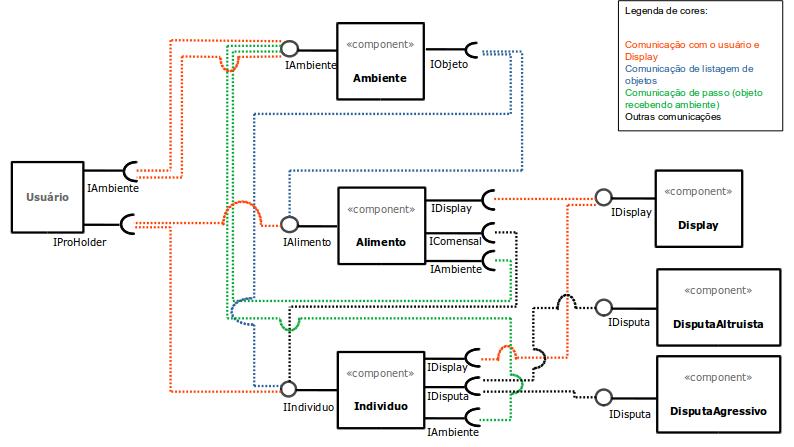 Legenda de cores:
Comunicação com o usuário e
Display
Comunicação de listagem de
objetos
Comunicação de passo (objeto
recebendo ambiente)
Outras comunicações
«component»
Ambiente
IAmbiente
IObjeto
Usuário
IAmbiente
IProHolder
«component»
Alimento
IAlimento
IDisplay
IComensal
IAmbiente
«component»
Display
IDisplay
«component»
DisputaAltruista
IDisputa
«component»
Individuo
IIndividuo
IDisplay
IDisputa
IAmbiente
«component»
DisputaAgressivo
IDisputa